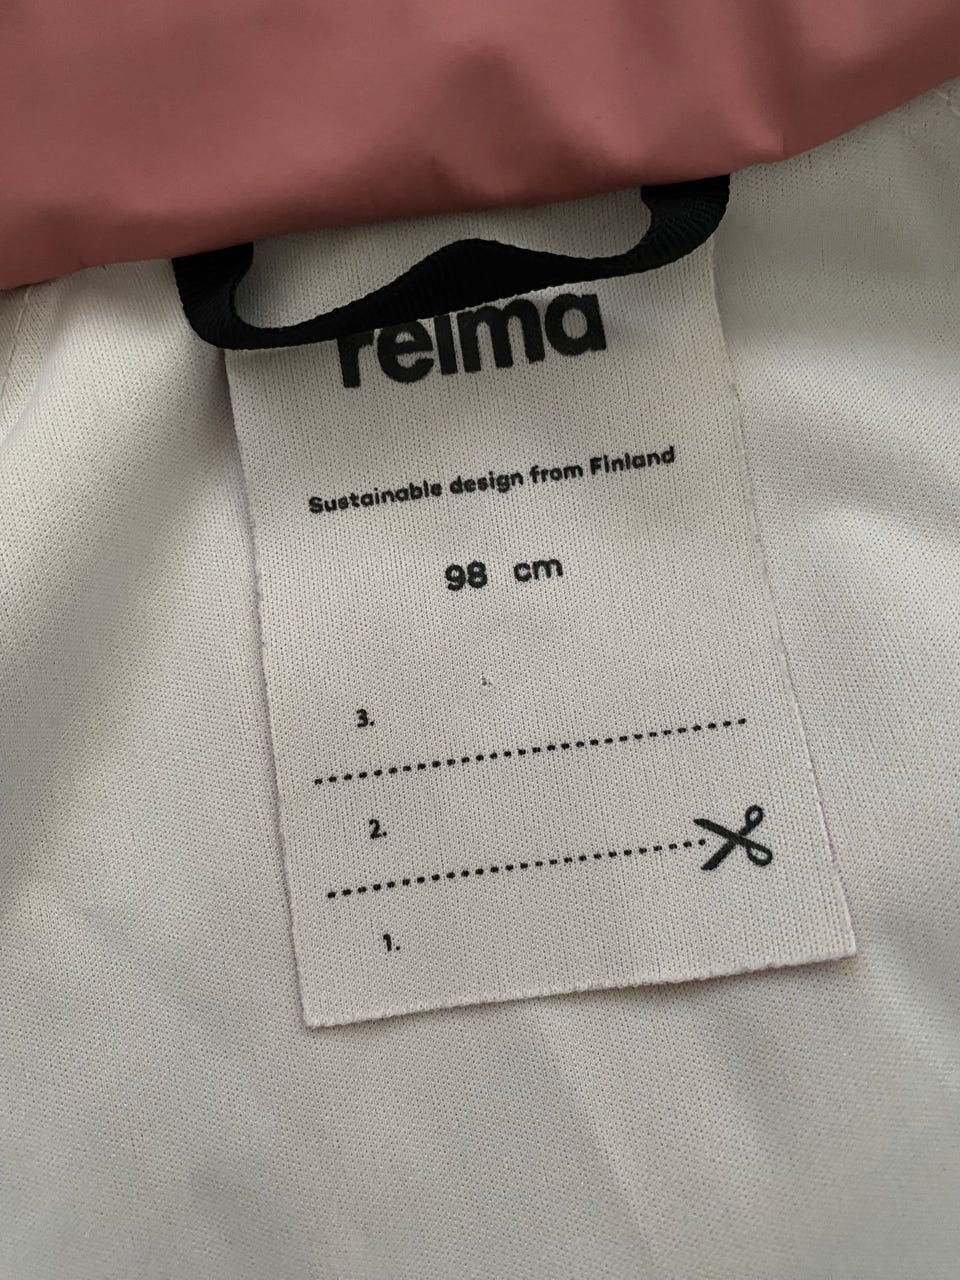 reima
Sustainable design from Finland
98 cm
3.
2.
1.